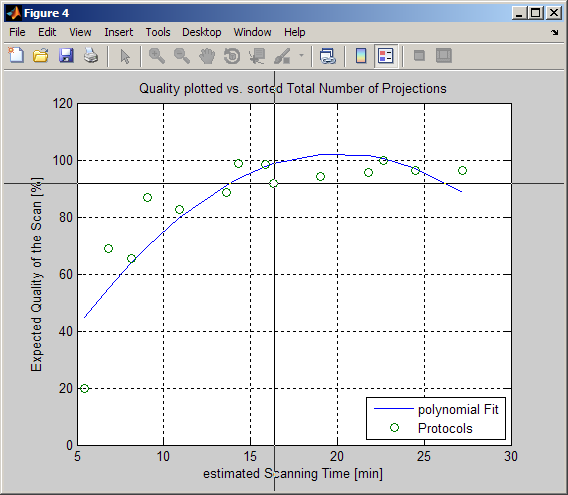 Figure 4
File Edit View Insert Tools Desktop Window Help
Quality plotted vs. sorted Total Number of Projections
120
100
80
60
40
20
0
Expected Quality of the Scan [%]
5 10 15 20 25 30
estimated Scanning Time [min]
polynomial Fit
Protocols